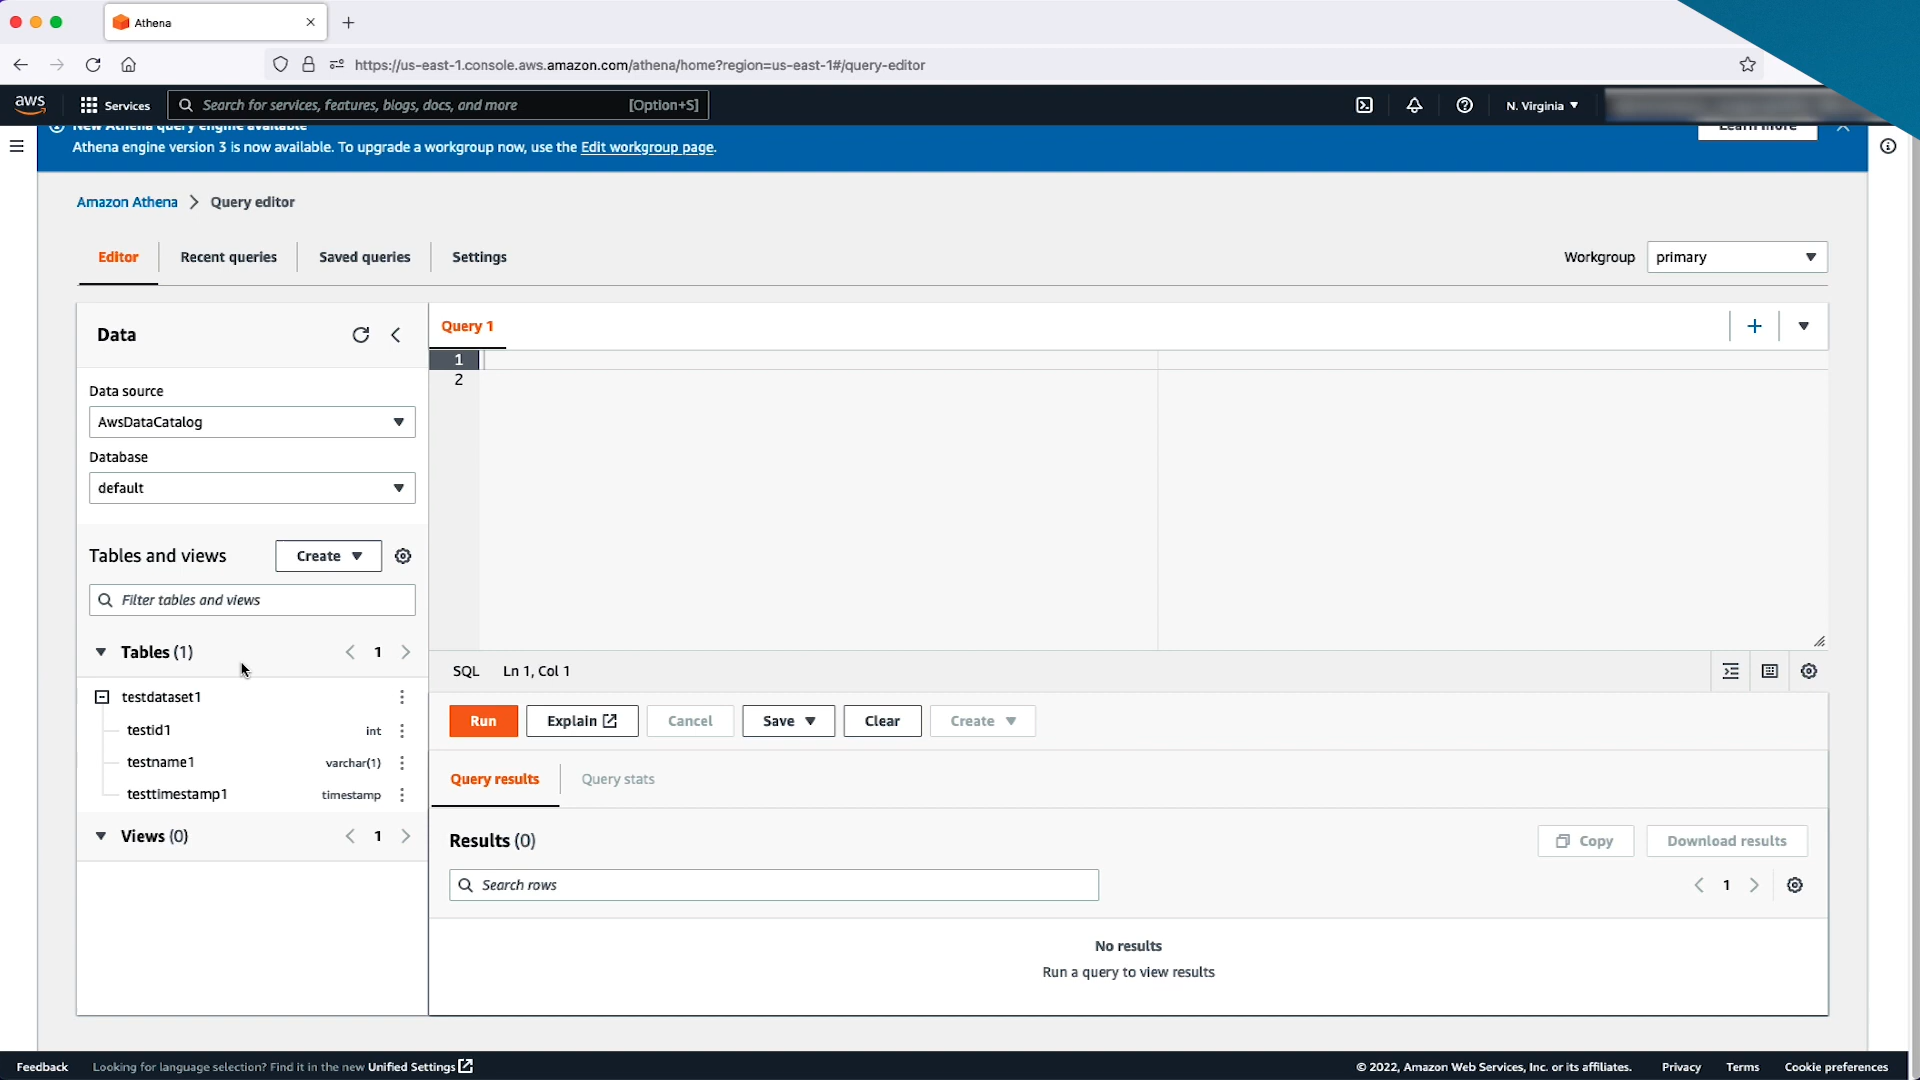 Athena
https://us-east-1.console.aws.amazon.com/athena/home?region=us-east-1#/query-editor
aws
Services
Search for services, features, blogs, docs, and more
[Option+S]
N. Virginia
New Athena query engine available
Athena engine version 3 is now available. To upgrade a workgroup now, use the Edit workgroup page.
Learn more
Amazon Athena
Query editor
Editor
Recent queries
Saved queries
Settings
Workgroup
primary
Data
Data source
AwsDataCatalog
Database
default
Tables and views
Create
Filter tables and views
Tables (1)
1
testdataset1
testid1
int
testname1
varchar(1)
testtimestamp1
timestamp
Views (0)
1
Query 1
1
2
SQL
Ln 1, Col 1
Run
Explain
Cancel
Save
Clear
Create
Query results
Query stats
Results (0)
Copy
Download results
Search rows
1
No results
Run a query to view results
Feedback
Looking for language selection? Find it in the new Unified Settings
© 2022, Amazon Web Services, Inc. or its affiliates.
Privacy
Terms
Cookie preferences